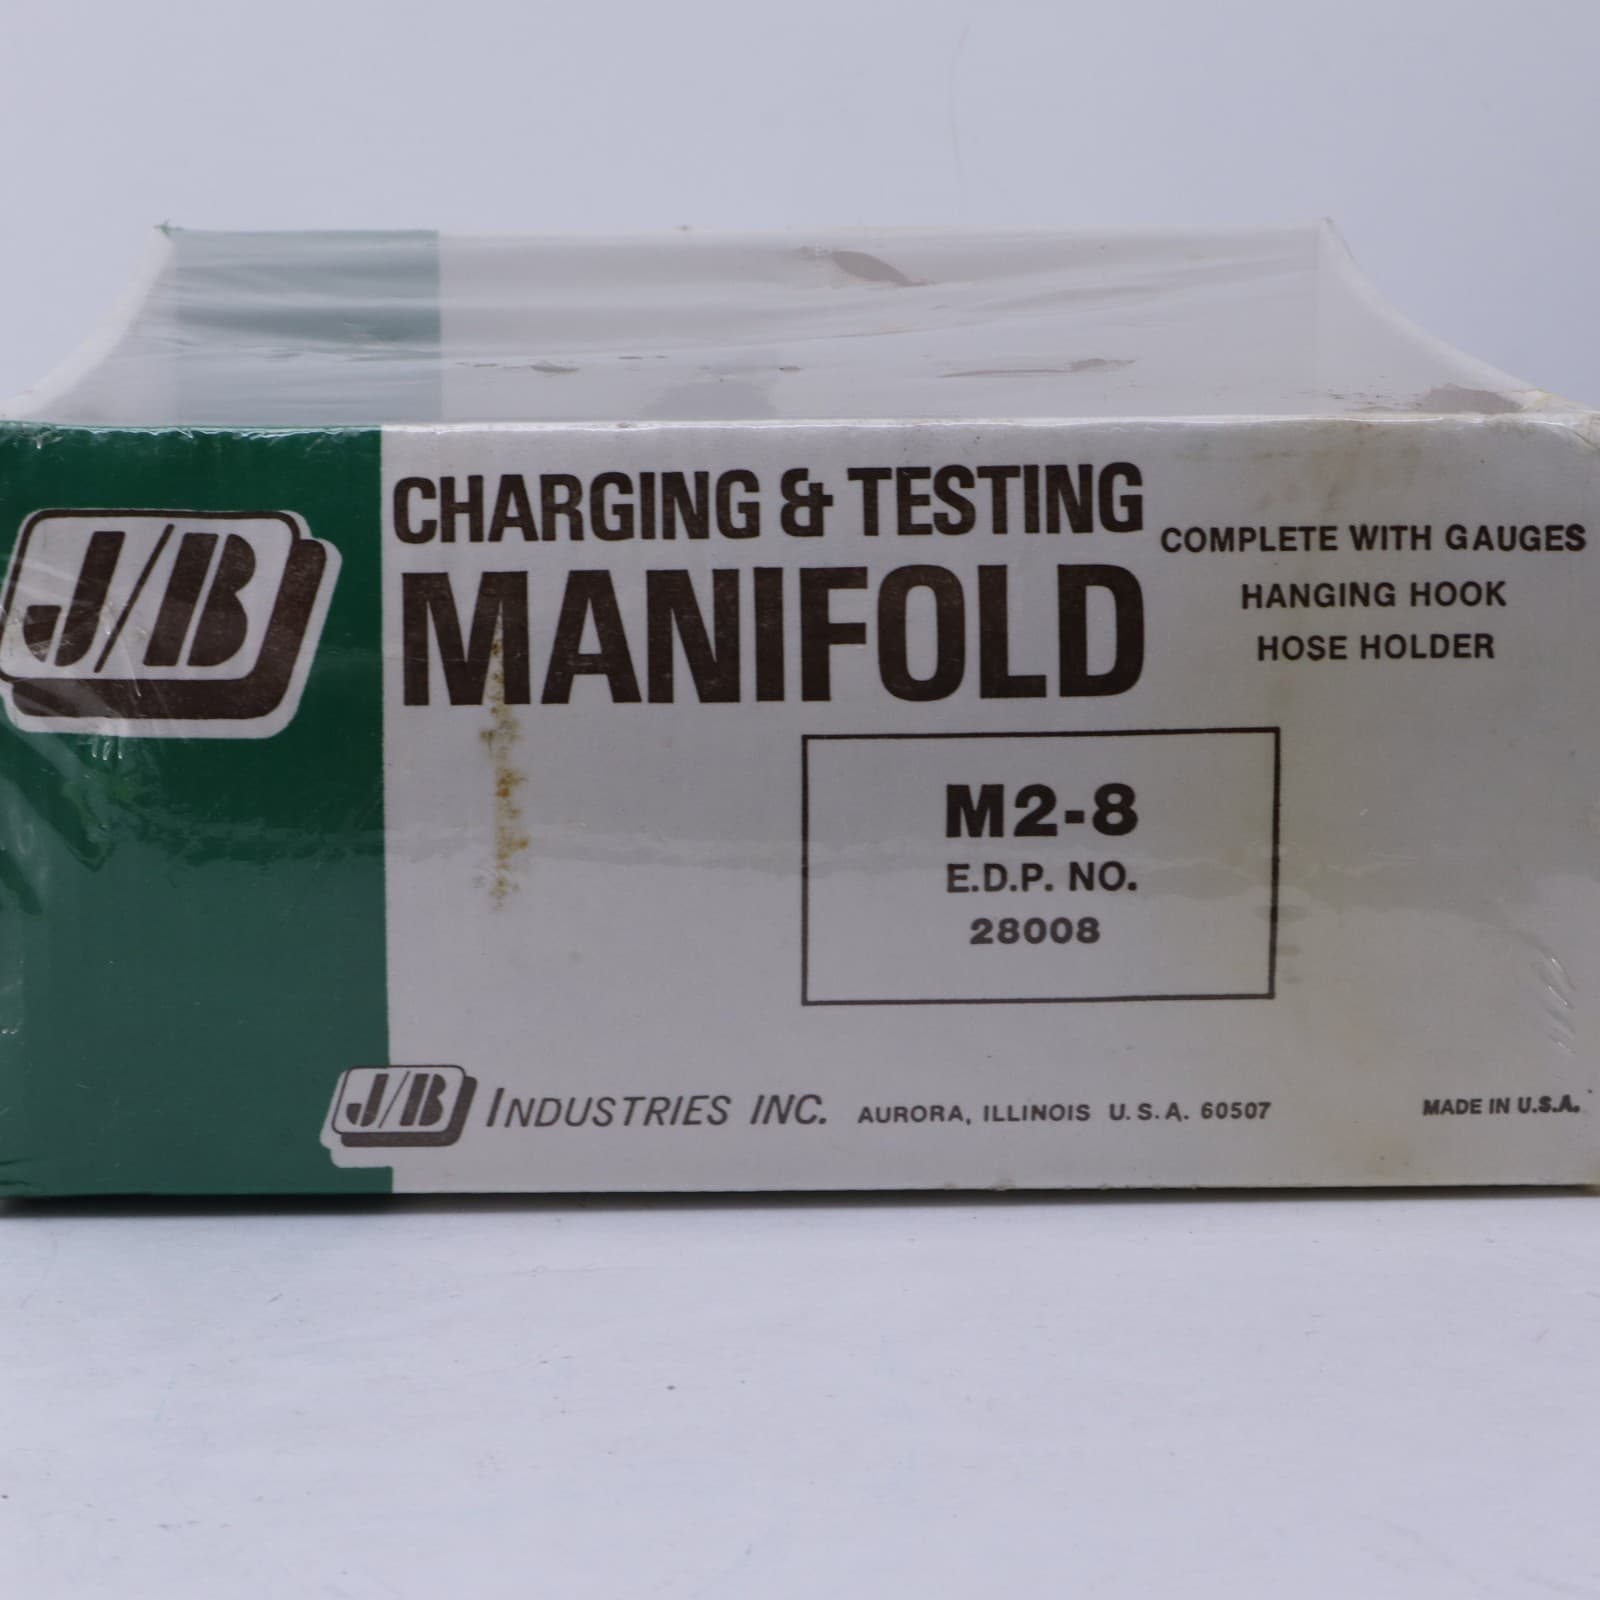 J/B
CHARGING & TESTING
MANIFOLD
COMPLETE WITH GAUGES
HANGING HOOK
HOSE HOLDER
M2-8
E.D.P. NO.
28008
J/B INDUSTRIES INC. AURORA, ILLINOIS U.S.A. 60507
MADE IN U.S.A.